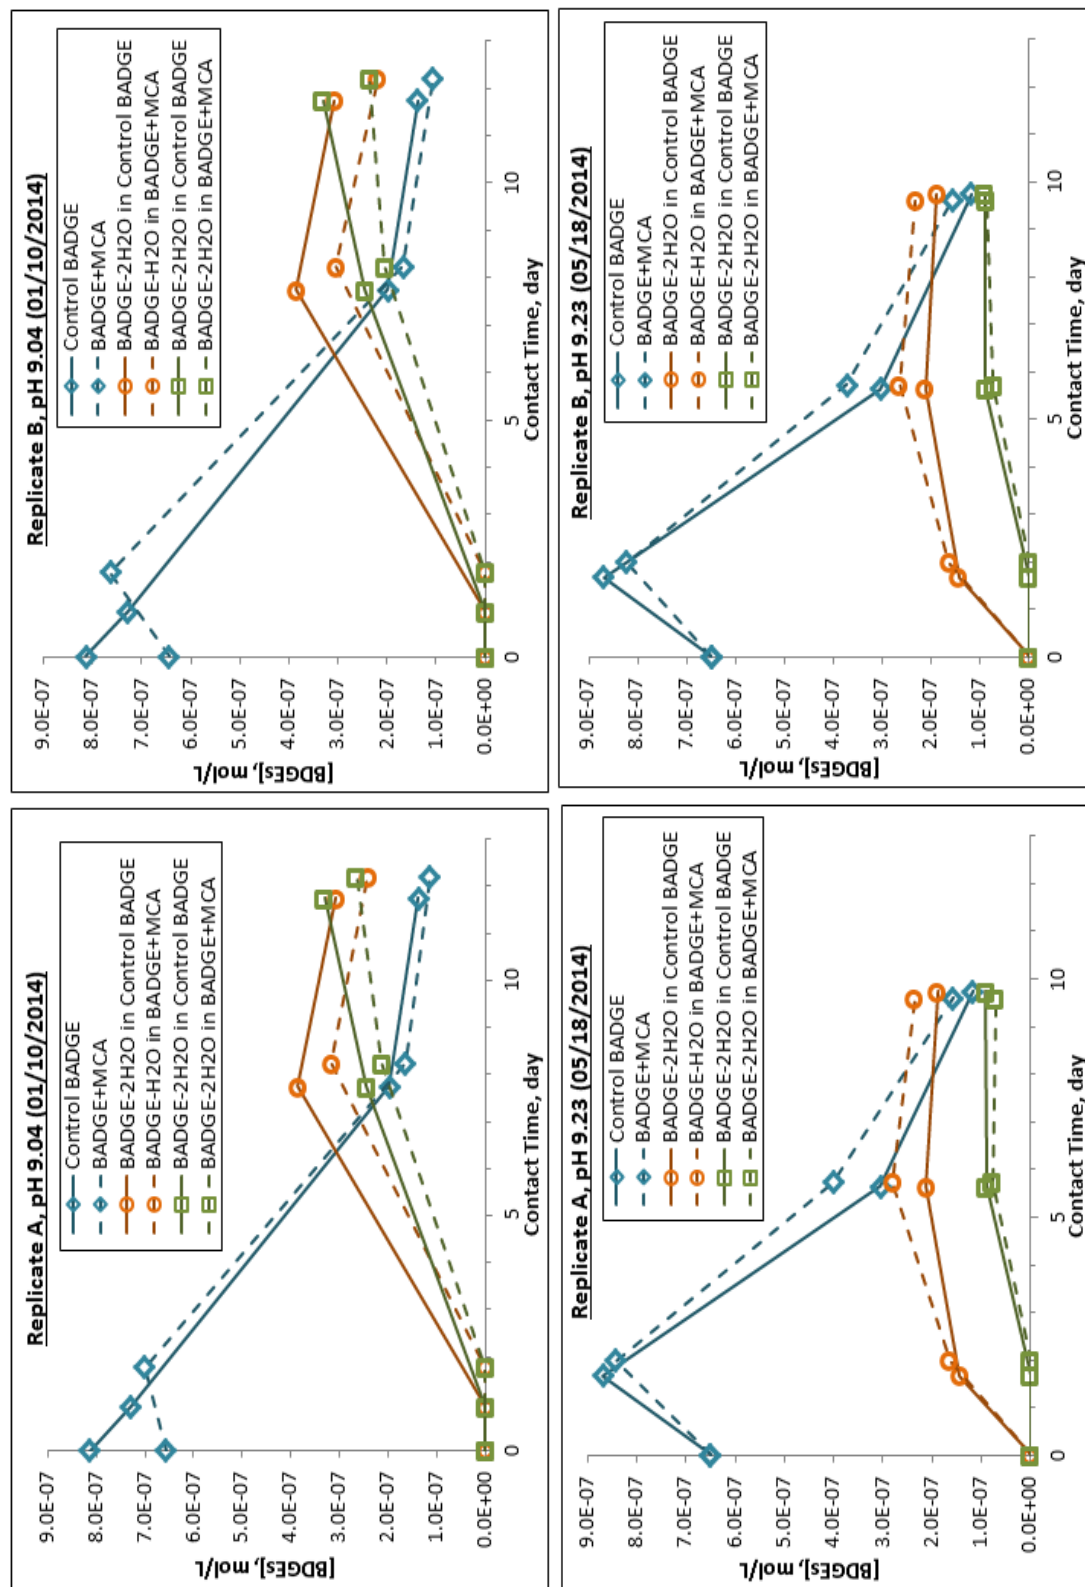 Replicate A, pH 9.04 (01/10/2014)
9.0E-07
8.0E-07
7.0E-07
6.0E-07
5.0E-07
4.0E-07
3.0E-07
2.0E-07
1.0E-07
0.0E+00
[BDGEs], mol/L
Control BADGE
BADGE+MCA
BADGE-2H2O in Control BADGE
BADGE-H2O in BADGE+MCA
BADGE-2H2O in Control BADGE
BADGE-2H2O in BADGE+MCA
0 5 10
Contact Time, day
Replicate B, pH 9.04 (01/10/2014)
9.0E-07
8.0E-07
7.0E-07
6.0E-07
5.0E-07
4.0E-07
3.0E-07
2.0E-07
1.0E-07
0.0E+00
[BDGEs], mol/L
Control BADGE
BADGE+MCA
BADGE-2H2O in Control BADGE
BADGE-H2O in BADGE+MCA
BADGE-2H2O in Control BADGE
BADGE-2H2O in BADGE+MCA
0 5 10
Contact Time, day
Replicate A, pH 9.23 (05/18/2014)
9.0E-07
8.0E-07
7.0E-07
6.0E-07
5.0E-07
4.0E-07
3.0E-07
2.0E-07
1.0E-07
0.0E+00
[BDGEs], mol/L
Control BADGE
BADGE+MCA
BADGE-2H2O in Control BADGE
BADGE-H2O in BADGE+MCA
BADGE-2H2O in Control BADGE
BADGE-2H2O in BADGE+MCA
0 5 10
Contact Time, day
Replicate B, pH 9.23 (05/18/2014)
9.0E-07
8.0E-07
7.0E-07
6.0E-07
5.0E-07
4.0E-07
3.0E-07
2.0E-07
1.0E-07
0.0E+00
[BDGEs], mol/L
Control BADGE
BADGE+MCA
BADGE-2H2O in Control BADGE
BADGE-H2O in BADGE+MCA
BADGE-2H2O in Control BADGE
BADGE-2H2O in BADGE+MCA
0 5 10
Contact Time, day